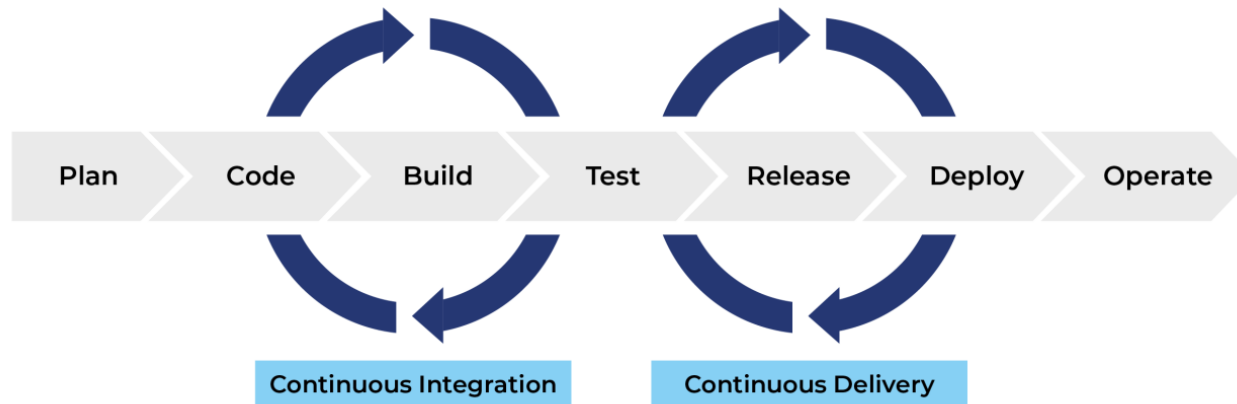 Plan
Code
Build
Test
Release
Deploy
Operate
Continuous Integration
Continuous Delivery